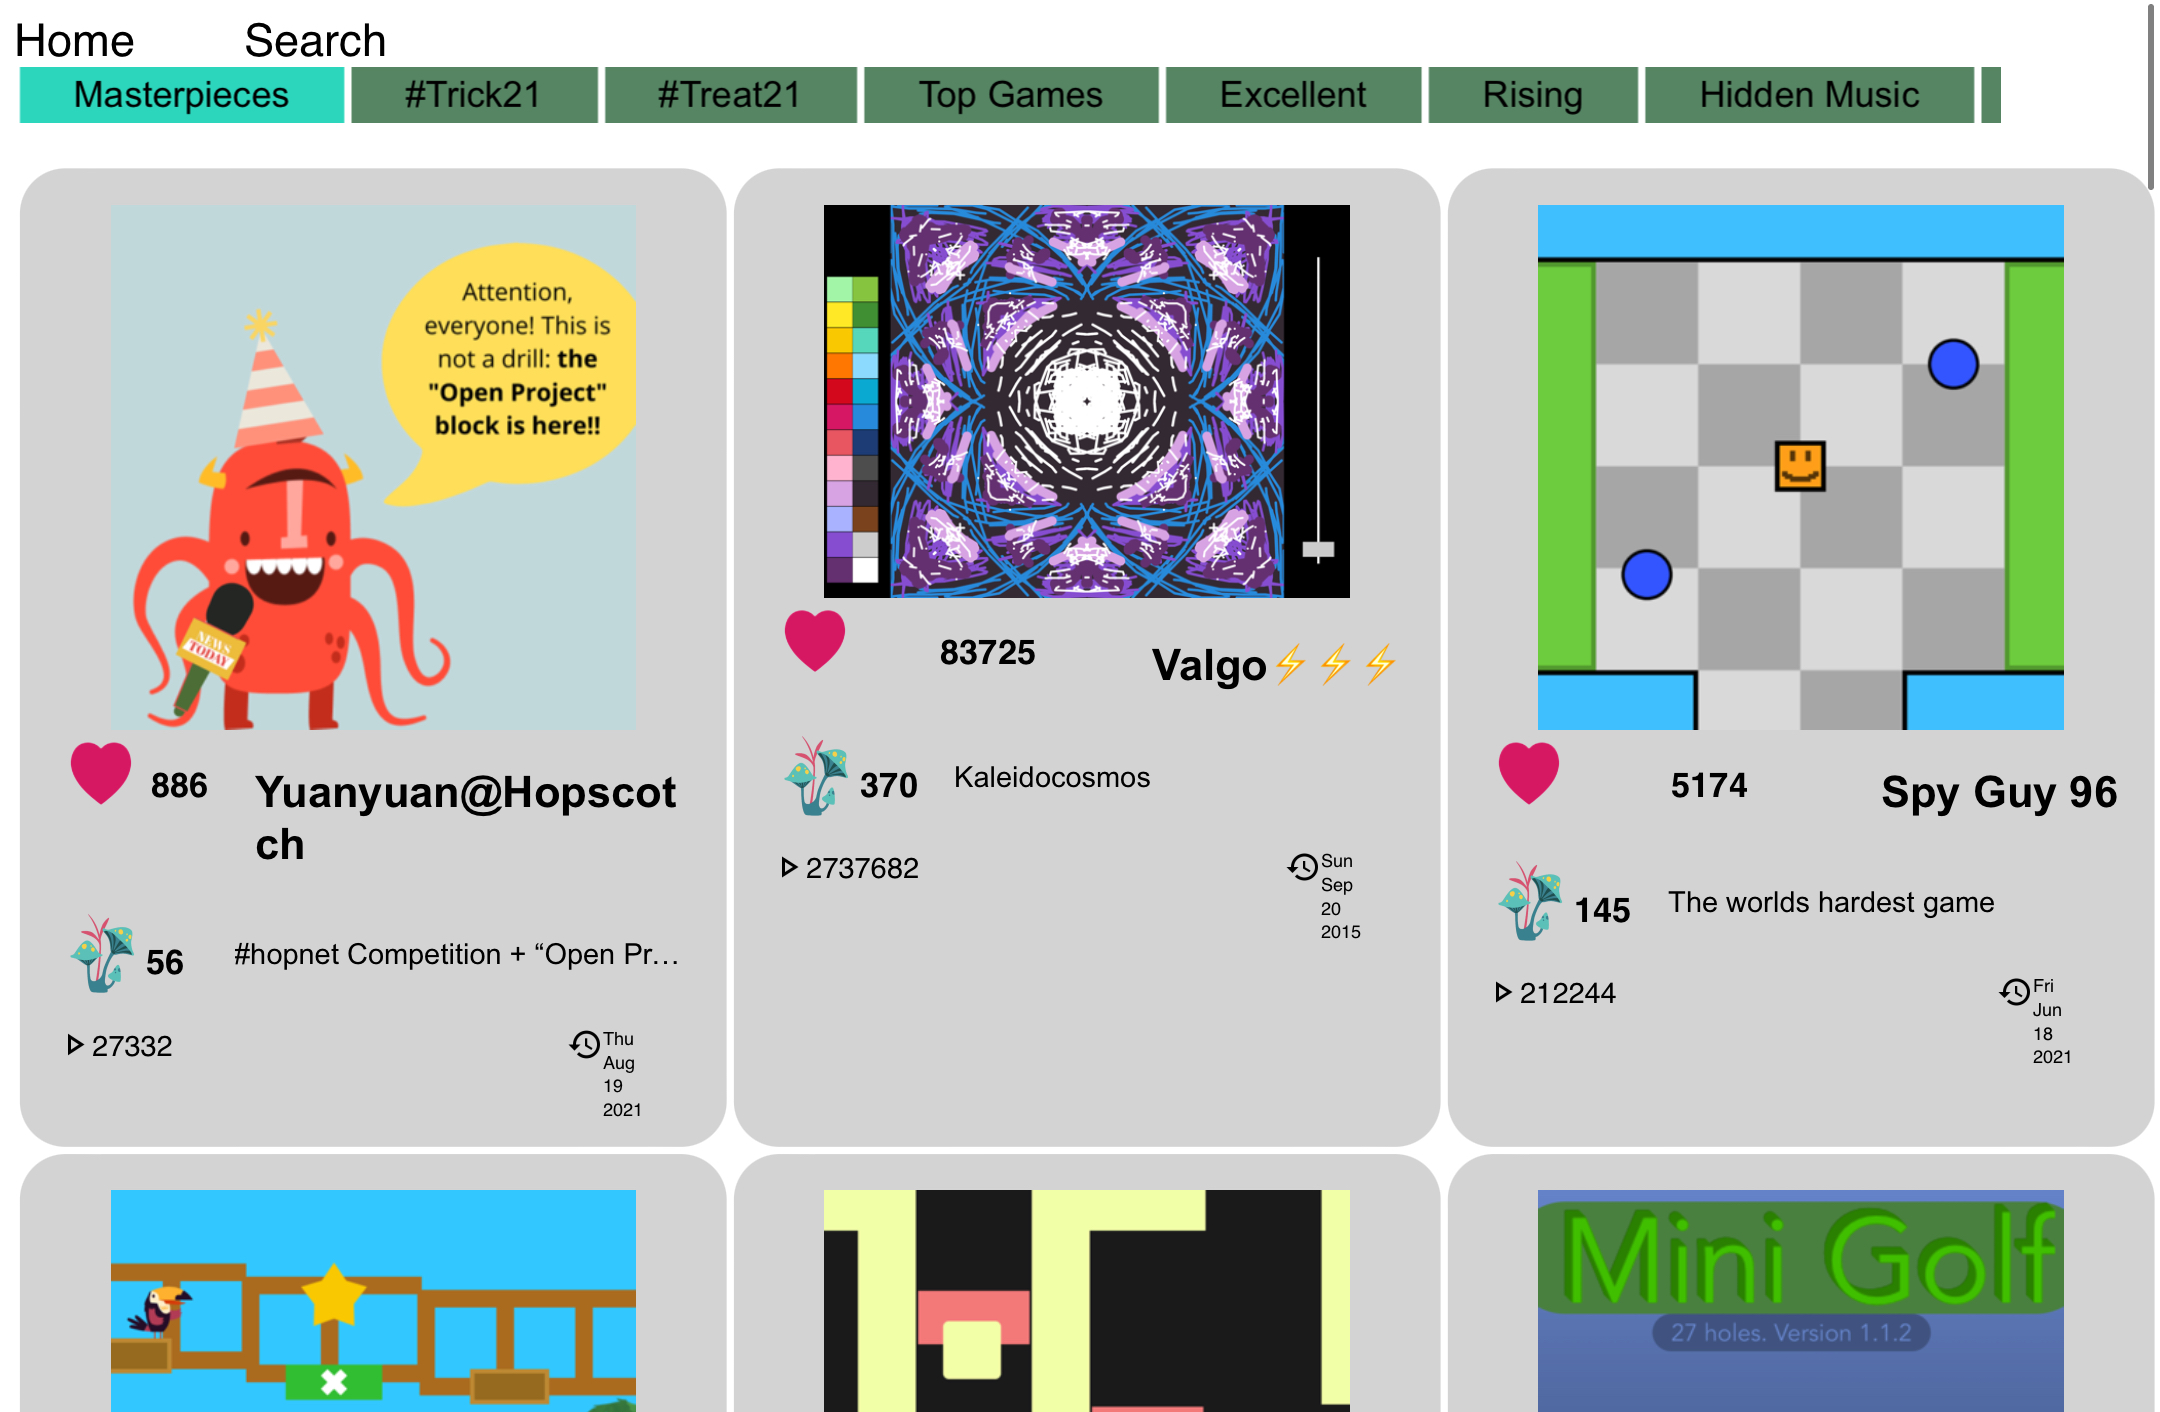 Home Search
Masterpieces #Trick21 #Treat21 Top Games Excellent Rising Hidden Music
Attention,
everyone! This is
not a drill: the
"Open Project"
block is here!!
NEWS
TODAY
886 Yuanyuan@Hopscot
ch
56 #hopnet Competition + “Open Pr…
27332
Thu
Aug
19
2021
83725 Valgo⚡⚡⚡
370 Kaleidocosmos
2737682
Sun
Sep
20
2015
5174 Spy Guy 96
145 The worlds hardest game
212244
Fri
Jun
18
2021
Mini Golf
27 holes. Version 1.1.2